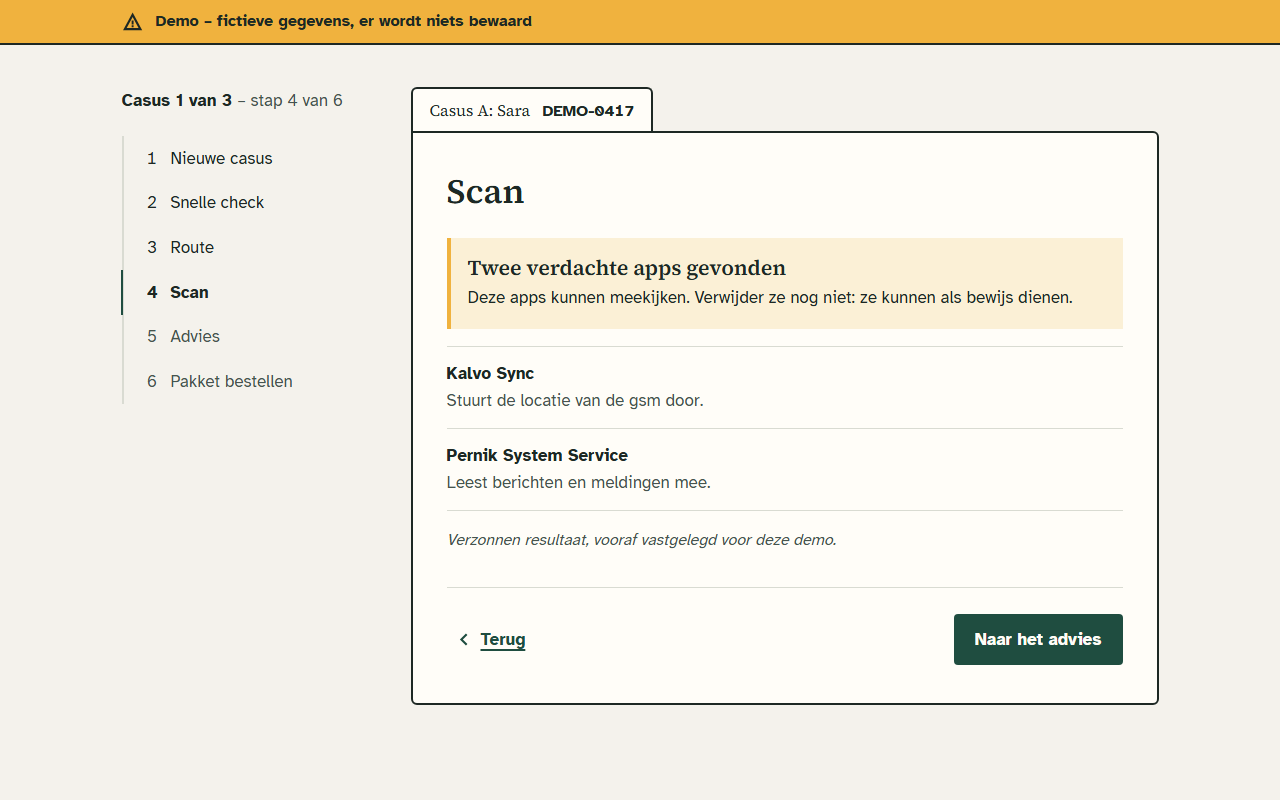 Demo – fictieve gegevens, er wordt niets bewaard
Casus 1 van 3 – stap 4 van 6
1 Nieuwe casus
2 Snelle check
3 Route
4 Scan
5 Advies
6 Pakket bestellen
Casus A: Sara DEMO-0417
Scan
Twee verdachte apps gevonden
Deze apps kunnen meekijken. Verwijder ze nog niet: ze kunnen als bewijs dienen.
Kalvo Sync
Stuurt de locatie van de gsm door.
Pernik System Service
Leest berichten en meldingen mee.
Verzonnen resultaat, vooraf vastgelegd voor deze demo.
Terug
Naar het advies